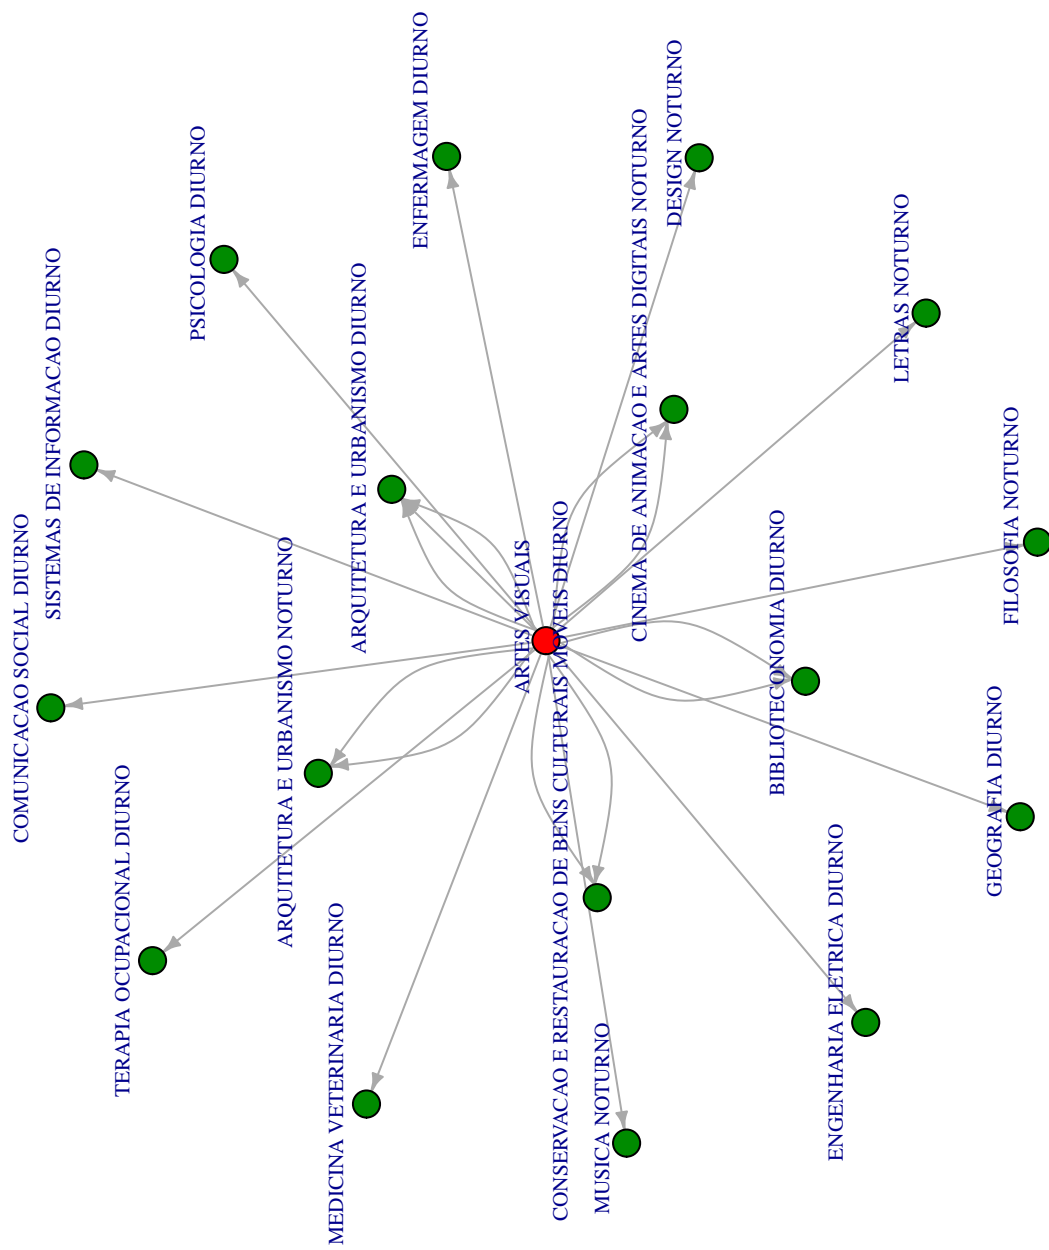 COMUNICACAO SOCIAL DIURNO
SISTEMAS DE INFORMACAO DIURNO
TERAPIA OCUPACIONAL DIURNO
PSICOLOGIA DIURNO
ARQUITETURA E URBANISMO NOTURNO
MEDICINA VETERINARIA DIURNO
ARQUITETURA E URBANISMO DIURNO
ENFERMAGEM DIURNO
ARTES VISUAIS
CONSERVACAO E RESTAURACAO DE BENS CULTURAIS MOVEIS DIURNO
MUSICA NOTURNO
CINEMA DE ANIMACAO E ARTES DIGITAIS NOTURNO
DESIGN NOTURNO
BIBLIOTECONOMIA DIURNO
ENGENHARIA ELETRICA DIURNO
LETRAS NOTURNO
GEOGRAFIA DIURNO
FILOSOFIA NOTURNO